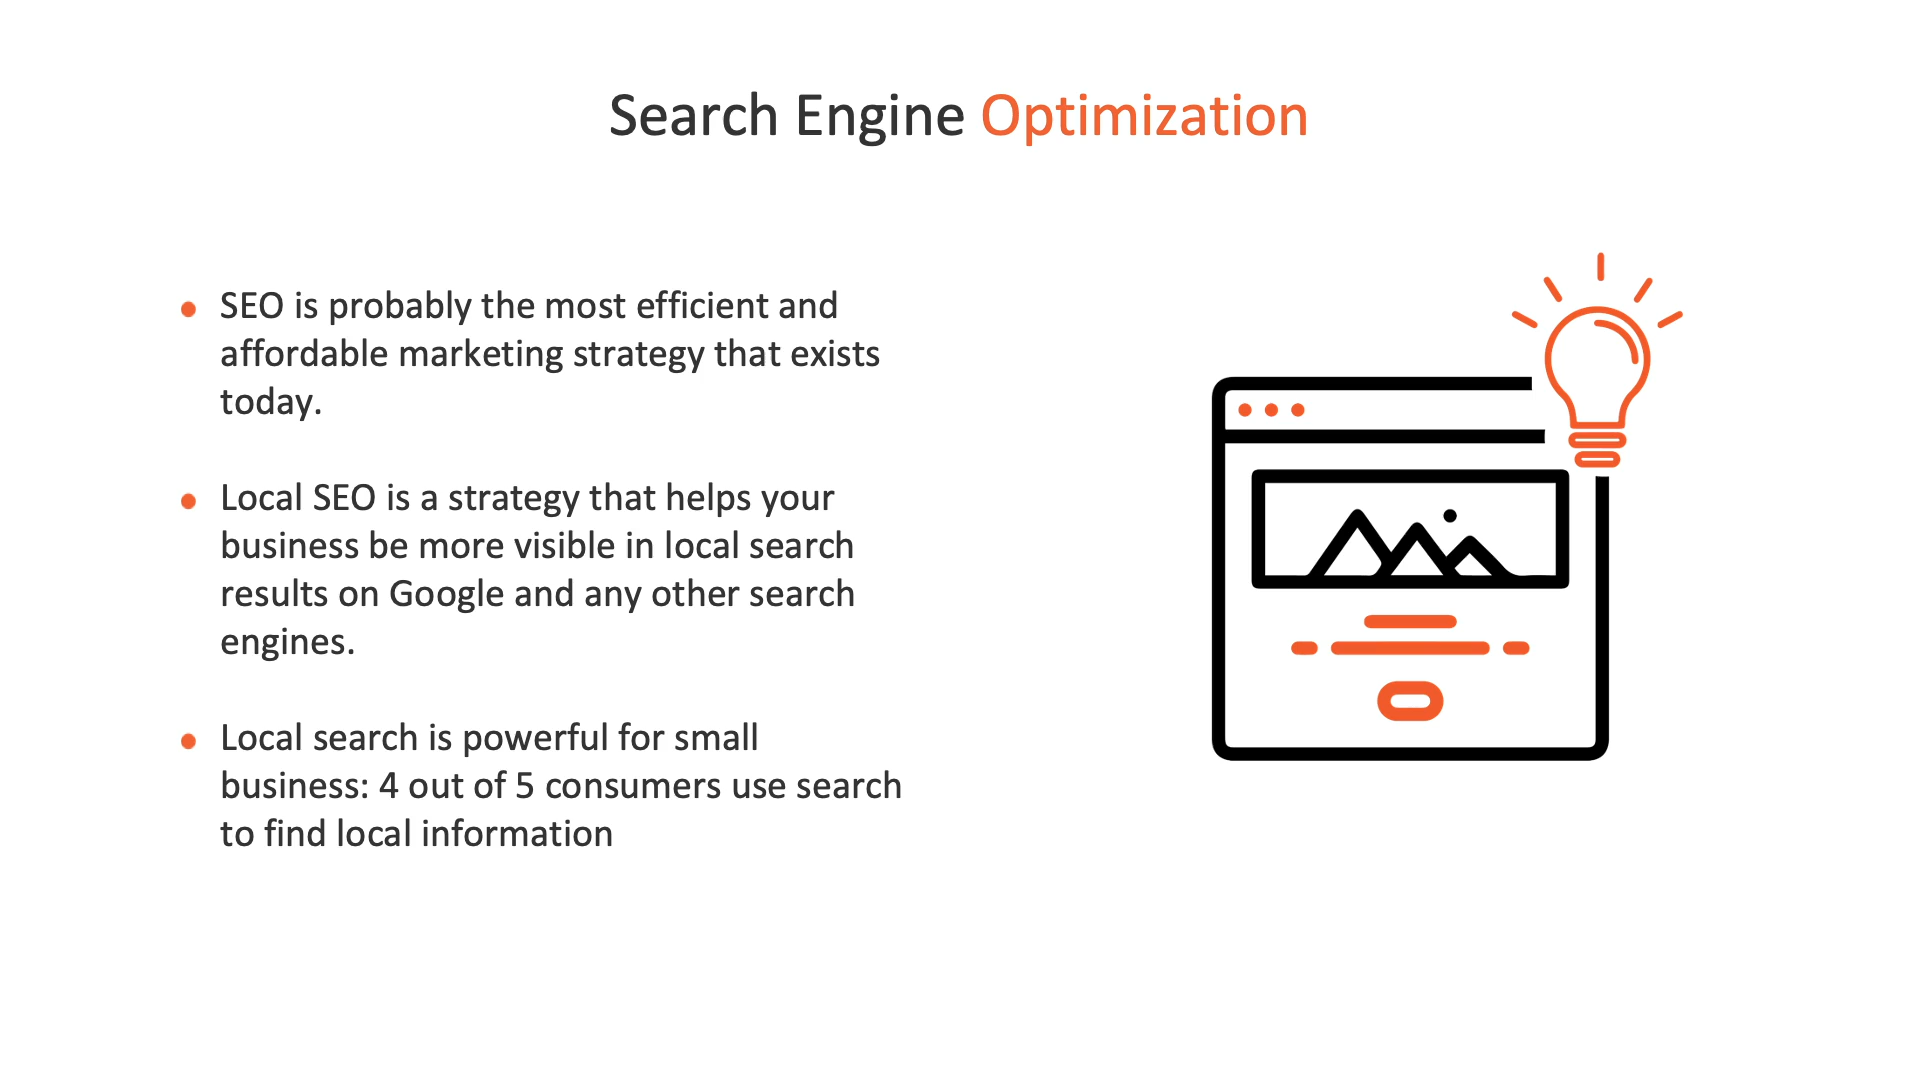 Search Engine Optimization
SEO is probably the most efficient and
affordable marketing strategy that exists
today.
Local SEO is a strategy that helps your
business be more visible in local search
results on Google and any other search
engines.
Local search is powerful for small
business: 4 out of 5 consumers use search
to find local information